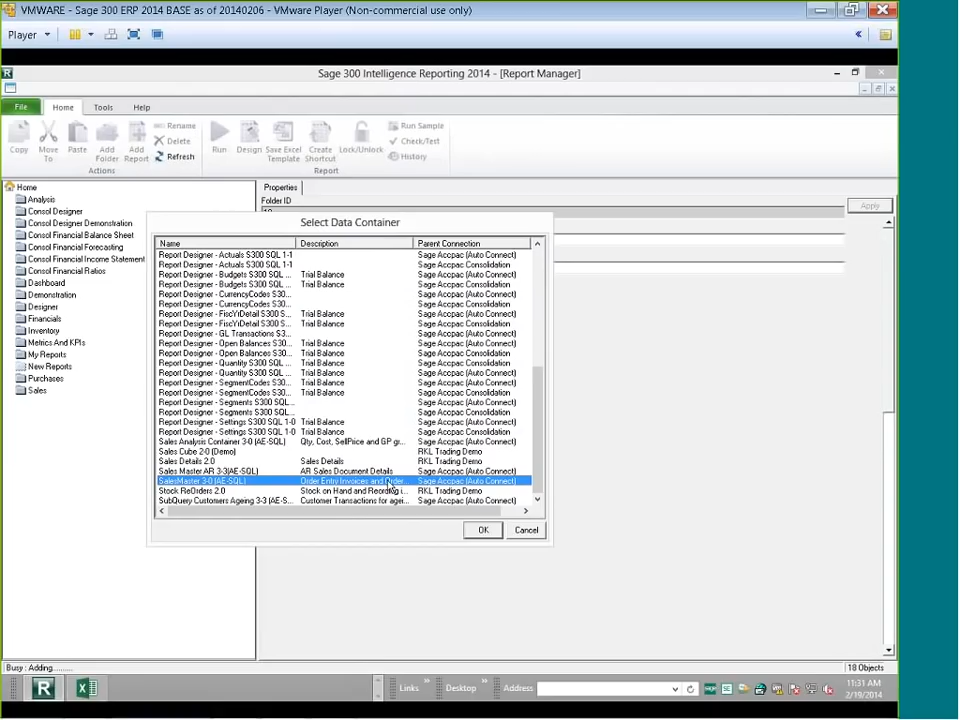 VMWARE - Sage 300 ERP 2014 BASE as of 20140206 - VMware Player (Non-commercial use only)
Player
Sage 300 Intelligence Reporting 2014 - [Report Manager]
File Home Tools Help
Copy Move To Paste Add Folder Add Report Rename Delete Refresh
Run Design Save Excel Template Create Shortcut Lock/Unlock Run Sample Check/Test History
Actions Report
Home
Analysis
Consol Designer
Consol Designer Demonstration
Consol Financial Balance Sheet
Consol Financial Forecasting
Consol Financial Income Statement
Consol Financial Ratios
Dashboard
Demonstration
Designer
Financials
Inventory
Metrics And KPIs
My Reports
New Reports
Purchases
Sales
Properties
Folder ID
Apply
Select Data Container
Name Description Parent Connection
Report Designer - Actuals S300 SQL 1-1 Sage Accpac (Auto Connect)
Report Designer - Actuals S300 SQL 1-1 Sage Accpac Consolidation
Report Designer - Budgets S300 SQL ... Trial Balance Sage Accpac (Auto Connect)
Report Designer - Budgets S300 SQL ... Trial Balance Sage Accpac Consolidation
Report Designer - CurrencyCodes S30... Sage Accpac (Auto Connect)
Report Designer - CurrencyCodes S30... Sage Accpac Consolidation
Report Designer - FiscYrDetail S300 SQL ... Trial Balance Sage Accpac (Auto Connect)
Report Designer - FiscYrDetail S300 SQL ... Trial Balance Sage Accpac Consolidation
Report Designer - GL Transactions S3... Sage Accpac (Auto Connect)
Report Designer - Open Balances S30... Trial Balance Sage Accpac (Auto Connect)
Report Designer - Open Balances S30... Trial Balance Sage Accpac Consolidation
Report Designer - Quantity S300 SQL ... Trial Balance Sage Accpac (Auto Connect)
Report Designer - Quantity S300 SQL ... Trial Balance Sage Accpac Consolidation
Report Designer - SegmentCodes S30... Trial Balance Sage Accpac (Auto Connect)
Report Designer - SegmentCodes S30... Trial Balance Sage Accpac Consolidation
Report Designer - Segments S300 SQL ... Sage Accpac (Auto Connect)
Report Designer - Segments S300 SQL ... Sage Accpac Consolidation
Report Designer - Settings S300 SQL 1-0 Trial Balance Sage Accpac (Auto Connect)
Report Designer - Settings S300 SQL 1-0 Trial Balance Sage Accpac Consolidation
Sales Analysis Container 3-0 (AE-SQL) Qty, Cost, SellPrice and GP gr... Sage Accpac (Auto Connect)
Sales Cube 2-0 (Demo) RKL Trading Demo
Sales Details 2.0 Sales Details RKL Trading Demo
Sales Master AR 3-3(AE-SQL) AR Sales Document Details Sage Accpac (Auto Connect)
SalesMaster 3-0 (AE-SQL) Order Entry Invoices and Order... Sage Accpac (Auto Connect)
Stock ReOrders 2.0 Stock on Hand and Reording i... RKL Trading Demo
SubQuery Customers Ageing 3-3 (AE-S... Customer Transactions for agei... Sage Accpac (Auto Connect)
OK Cancel
Busy : Adding......... 18 Objects
Links Desktop Address 11:31 AM
2/19/2014